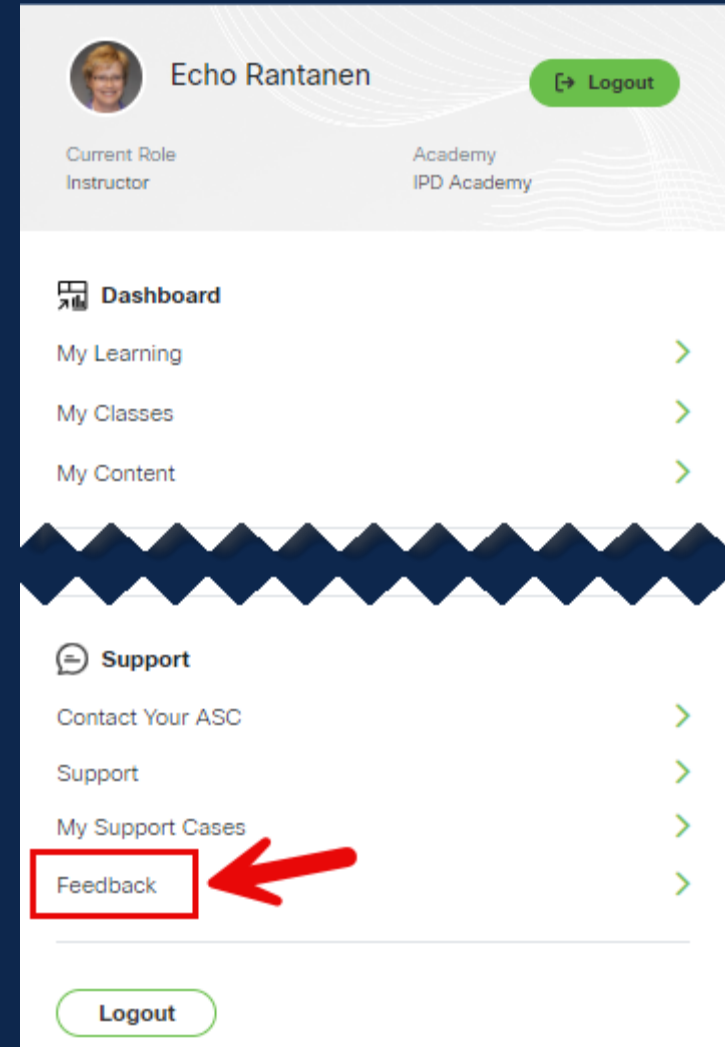 Echo Rantanen
Logout
Current Role
Academy
Instructor
IPD Academy
Dashboard
My Learning
My Classes
My Content
Support
Contact Your ASC
Support
My Support Cases
Feedback
Logout